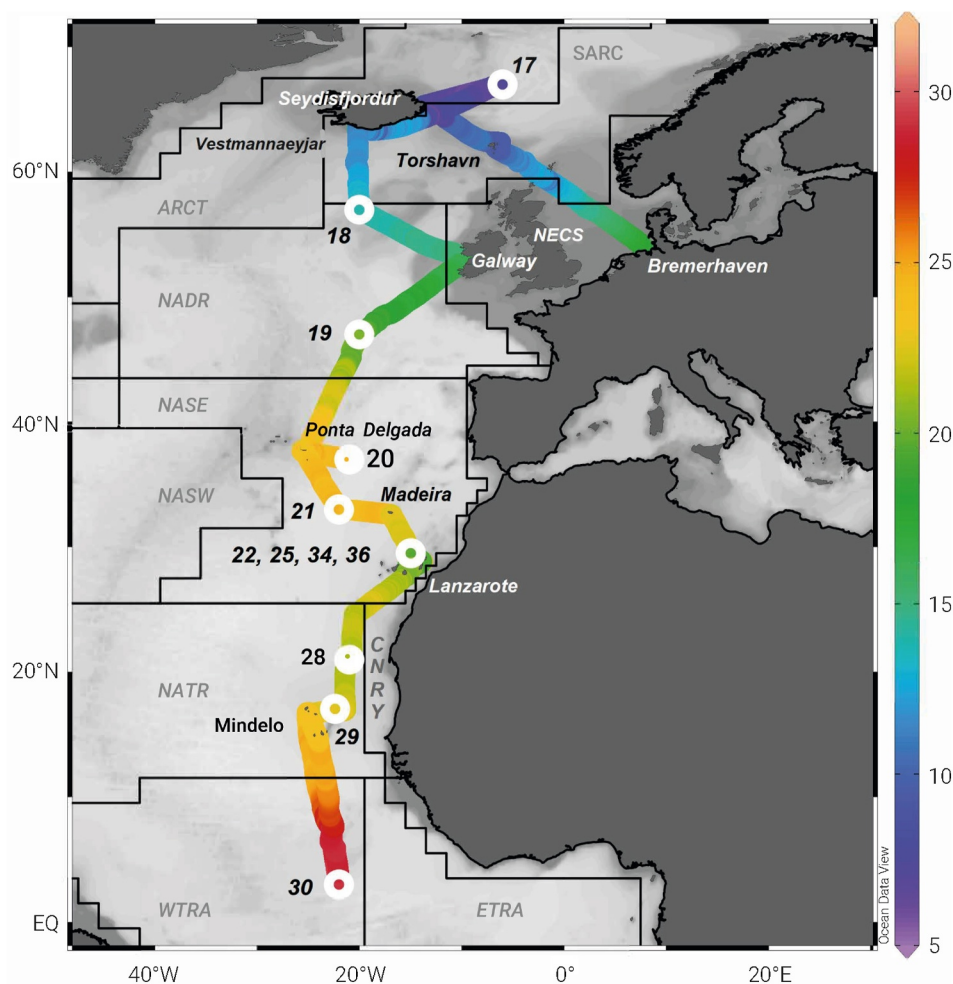 17
SARC
30
Seydisfjordur
Vestmannaeyjar
Torshavn
60°N
ARCT
18
NECS
Galway
Bremerhaven
NADR
25
19
NASE
40°N
Ponta Delgada
20
20
NASW
Madeira
21
22, 25, 34, 36
Lanzarote
15
CNRY
28
20°N
NATR
Mindelo
29
10
30
WTRA
ETRA
EQ
Ocean Data View
5
40°W
20°W
0°
20°E